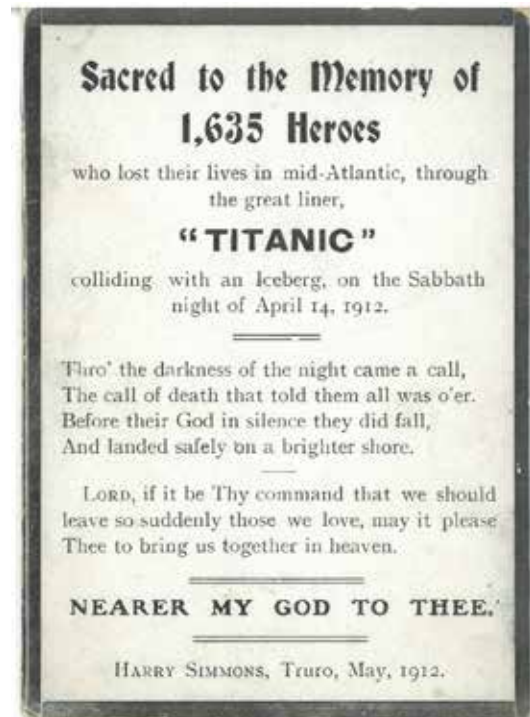 Sacred to the Memory of
1,635 Heroes
who lost their lives in mid-Atlantic, through
the great liner,
"TITANIC"
colliding with an Iceberg, on the Sabbath
night of April 14, 1912.
Thro' the darkness of the night came a call,
The call of death that told them all was o'er.
Before their God in silence they did fall,
And landed safely on a brighter shore.
LORD, if it be Thy command that we should
leave so suddenly those we love, may it please
Thee to bring us together in heaven.
NEARER MY GOD TO THEE.
HARRY SIMMONS, Truro, May, 1912.